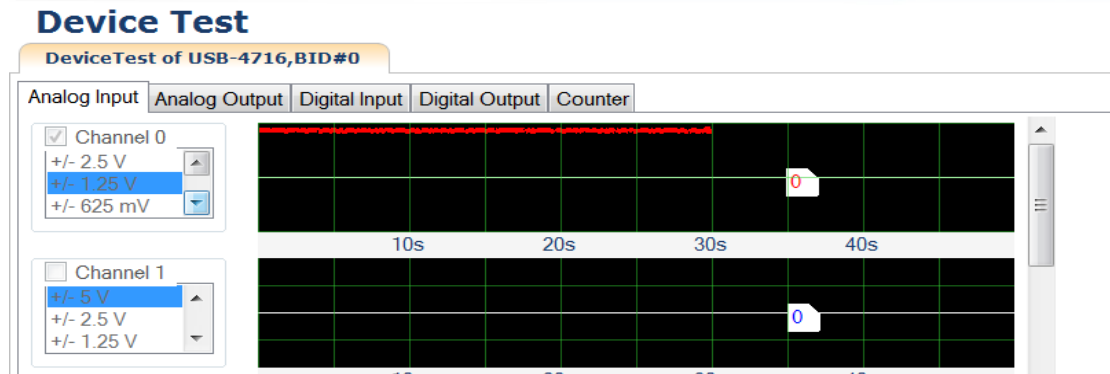 Device Test
DeviceTest of USB-4716,BID#0
Analog Input Analog Output Digital Input Digital Output Counter
Channel 0
+/- 2.5 V
+/- 1.25 V
+/- 625 mV
0
10s 20s 30s 40s
Channel 1
+/- 5 V
+/- 2.5 V
+/- 1.25 V
0